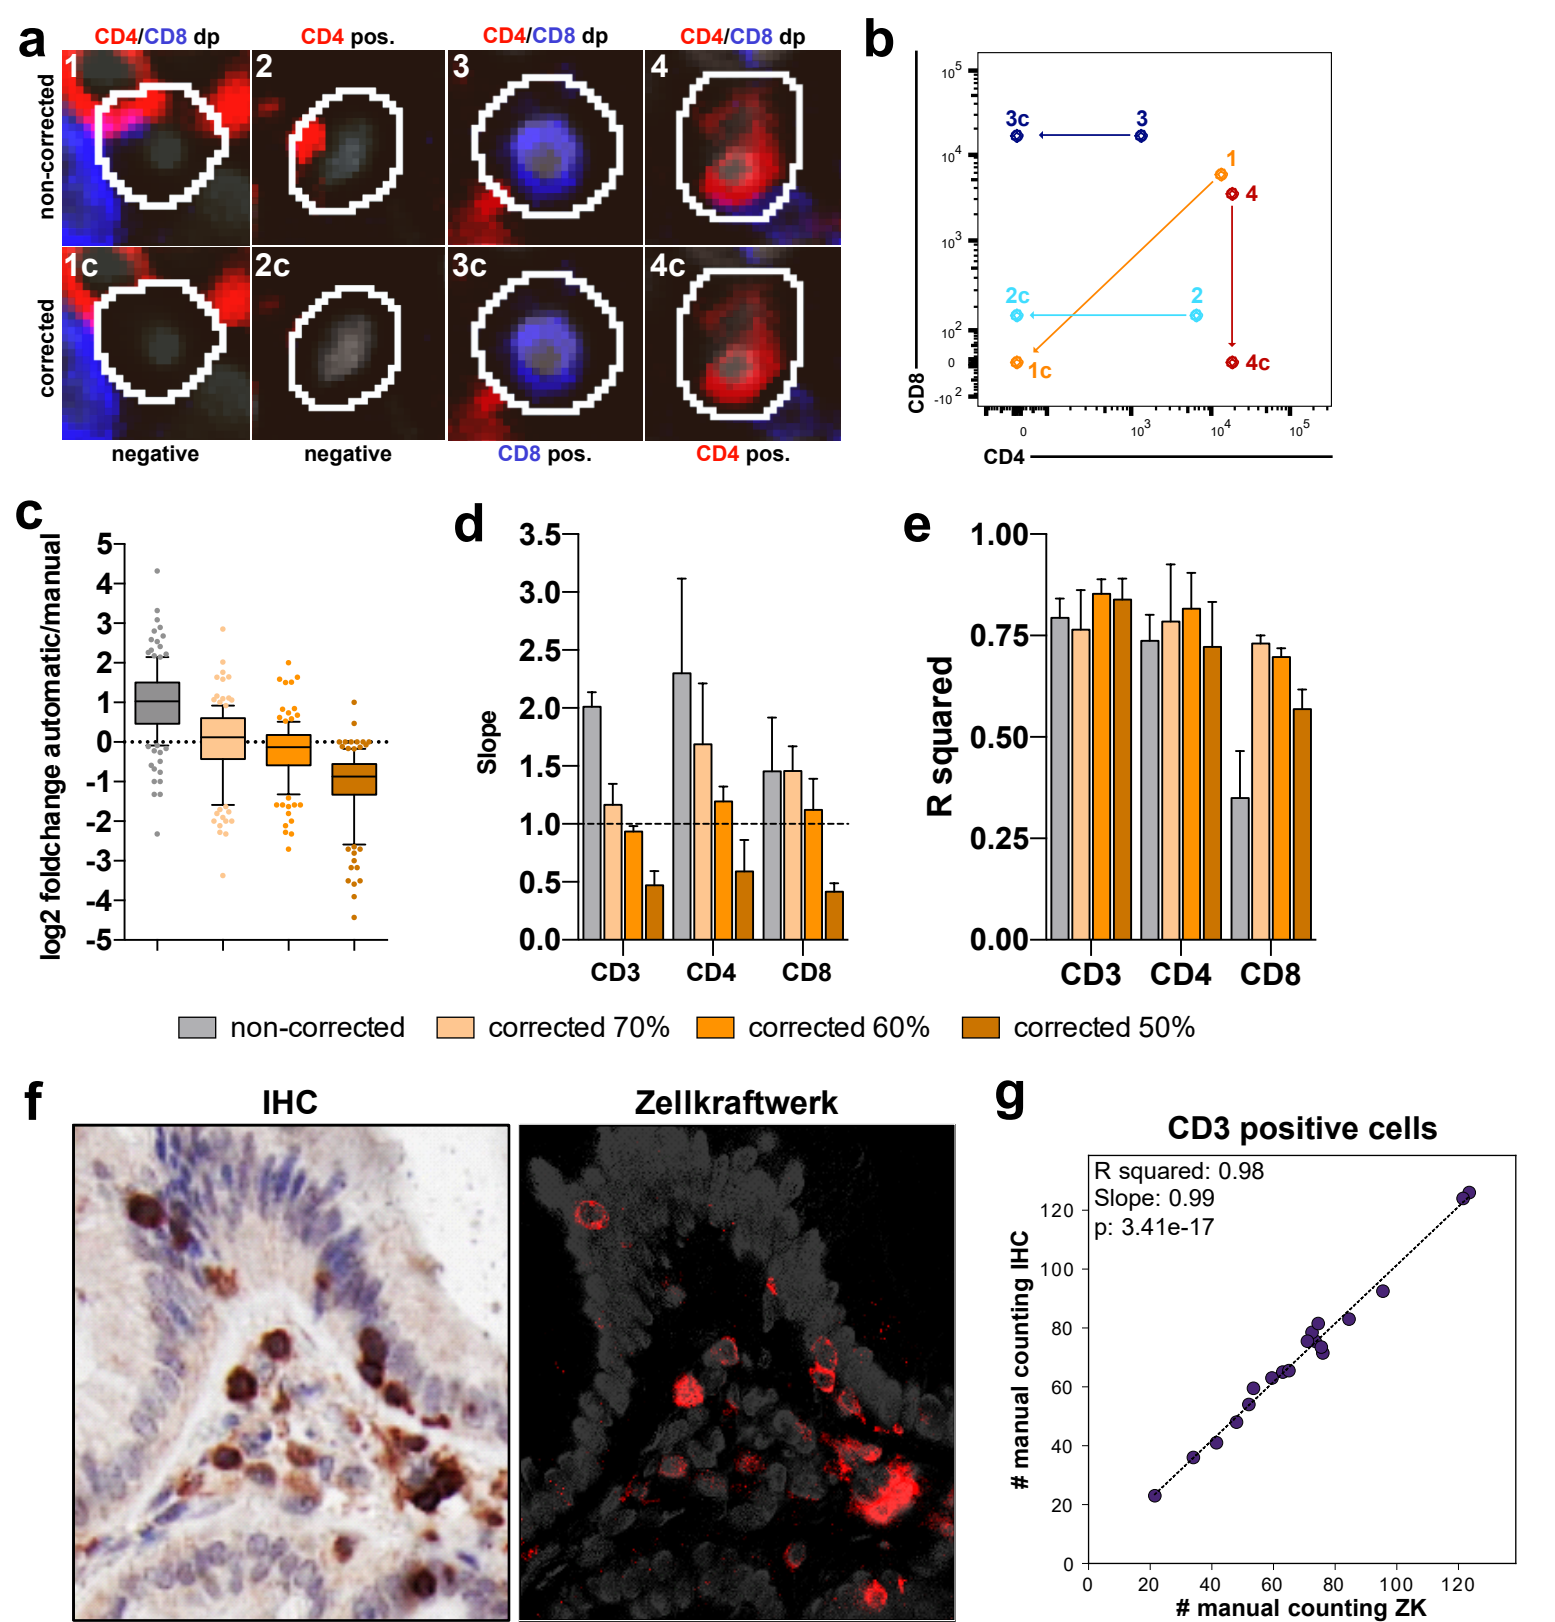 a
CD4/CD8 dp
CD4 pos.
CD4/CD8 dp
CD4/CD8 dp
non-corrected
1
2
3
4
corrected
1c
2c
3c
4c
negative
negative
CD8 pos.
CD4 pos.
b
CD8
10^5
10^4
10^3
10^2
0
-10^2
3c
3
1
4
2c
2
1c
4c
0
10^3
10^4
10^5
CD4
c
log2 foldchange automatic/manual
5
4
3
2
1
0
-1
-2
-3
-4
-5
d
Slope
3.5
3.0
2.5
2.0
1.5
1.0
0.5
0.0
CD3
CD4
CD8
e
R squared
1.00
0.75
0.50
0.25
0.00
CD3
CD4
CD8
non-corrected
corrected 70%
corrected 60%
corrected 50%
f
IHC
Zellkraftwerk
g
CD3 positive cells
R squared: 0.98
Slope: 0.99
p: 3.41e-17
# manual counting IHC
120
100
80
60
40
20
0
0
20
40
60
80
100
120
# manual counting ZK